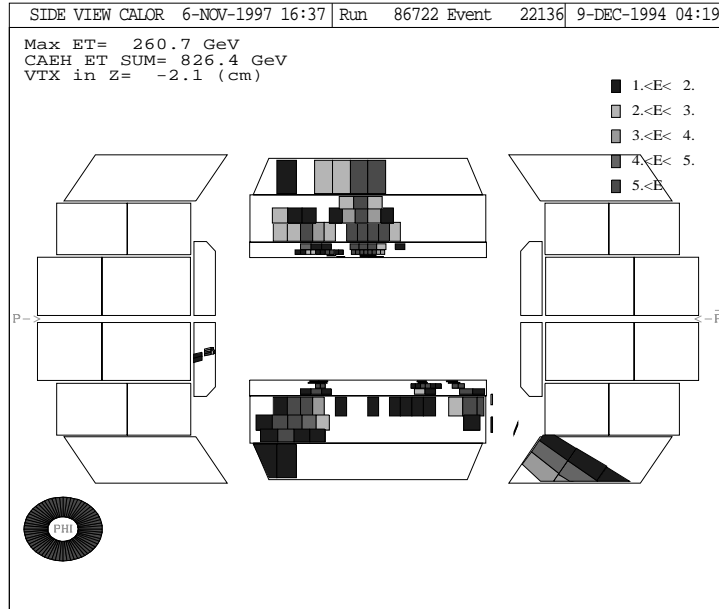 SIDE VIEW CALOR 6-NOV-1997 16:37 Run 86722 Event 22136 9-DEC-1994 04:19
Max ET= 260.7 GeV
CAEH ET SUM= 826.4 GeV
VTX in Z= -2.1 (cm)
1.<E< 2.
2.<E< 3.
3.<E< 4.
4.<E< 5.
5.<E
P->
<-P̄
PHI